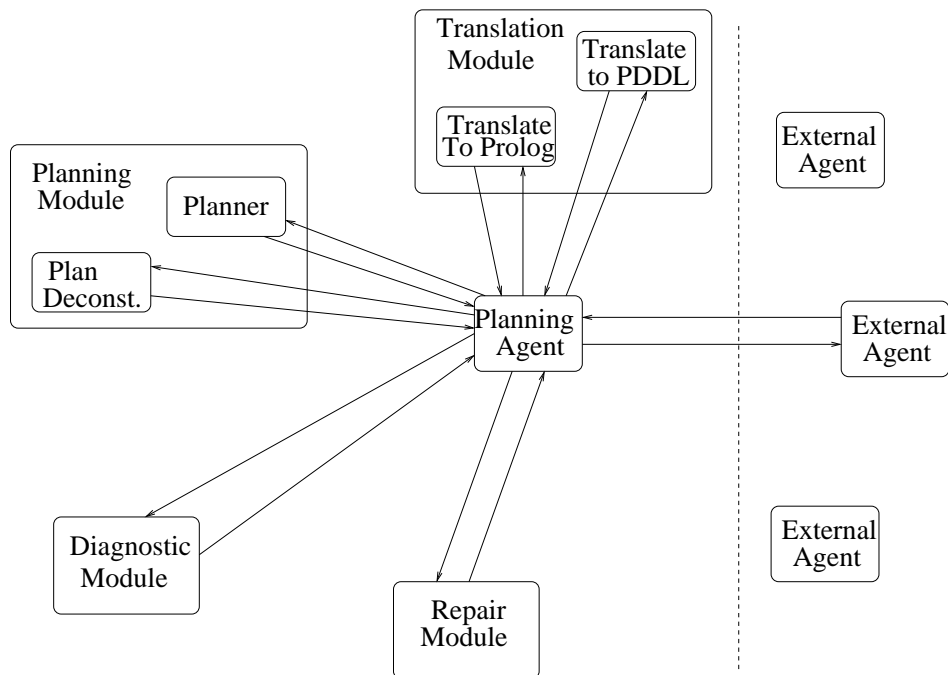 Translation
Module
Translate
to PDDL
Translate
To Prolog
External
Agent
Planning
Module
Planner
Plan
Deconst.
Planning
Agent
External
Agent
Diagnostic
Module
Repair
Module
External
Agent